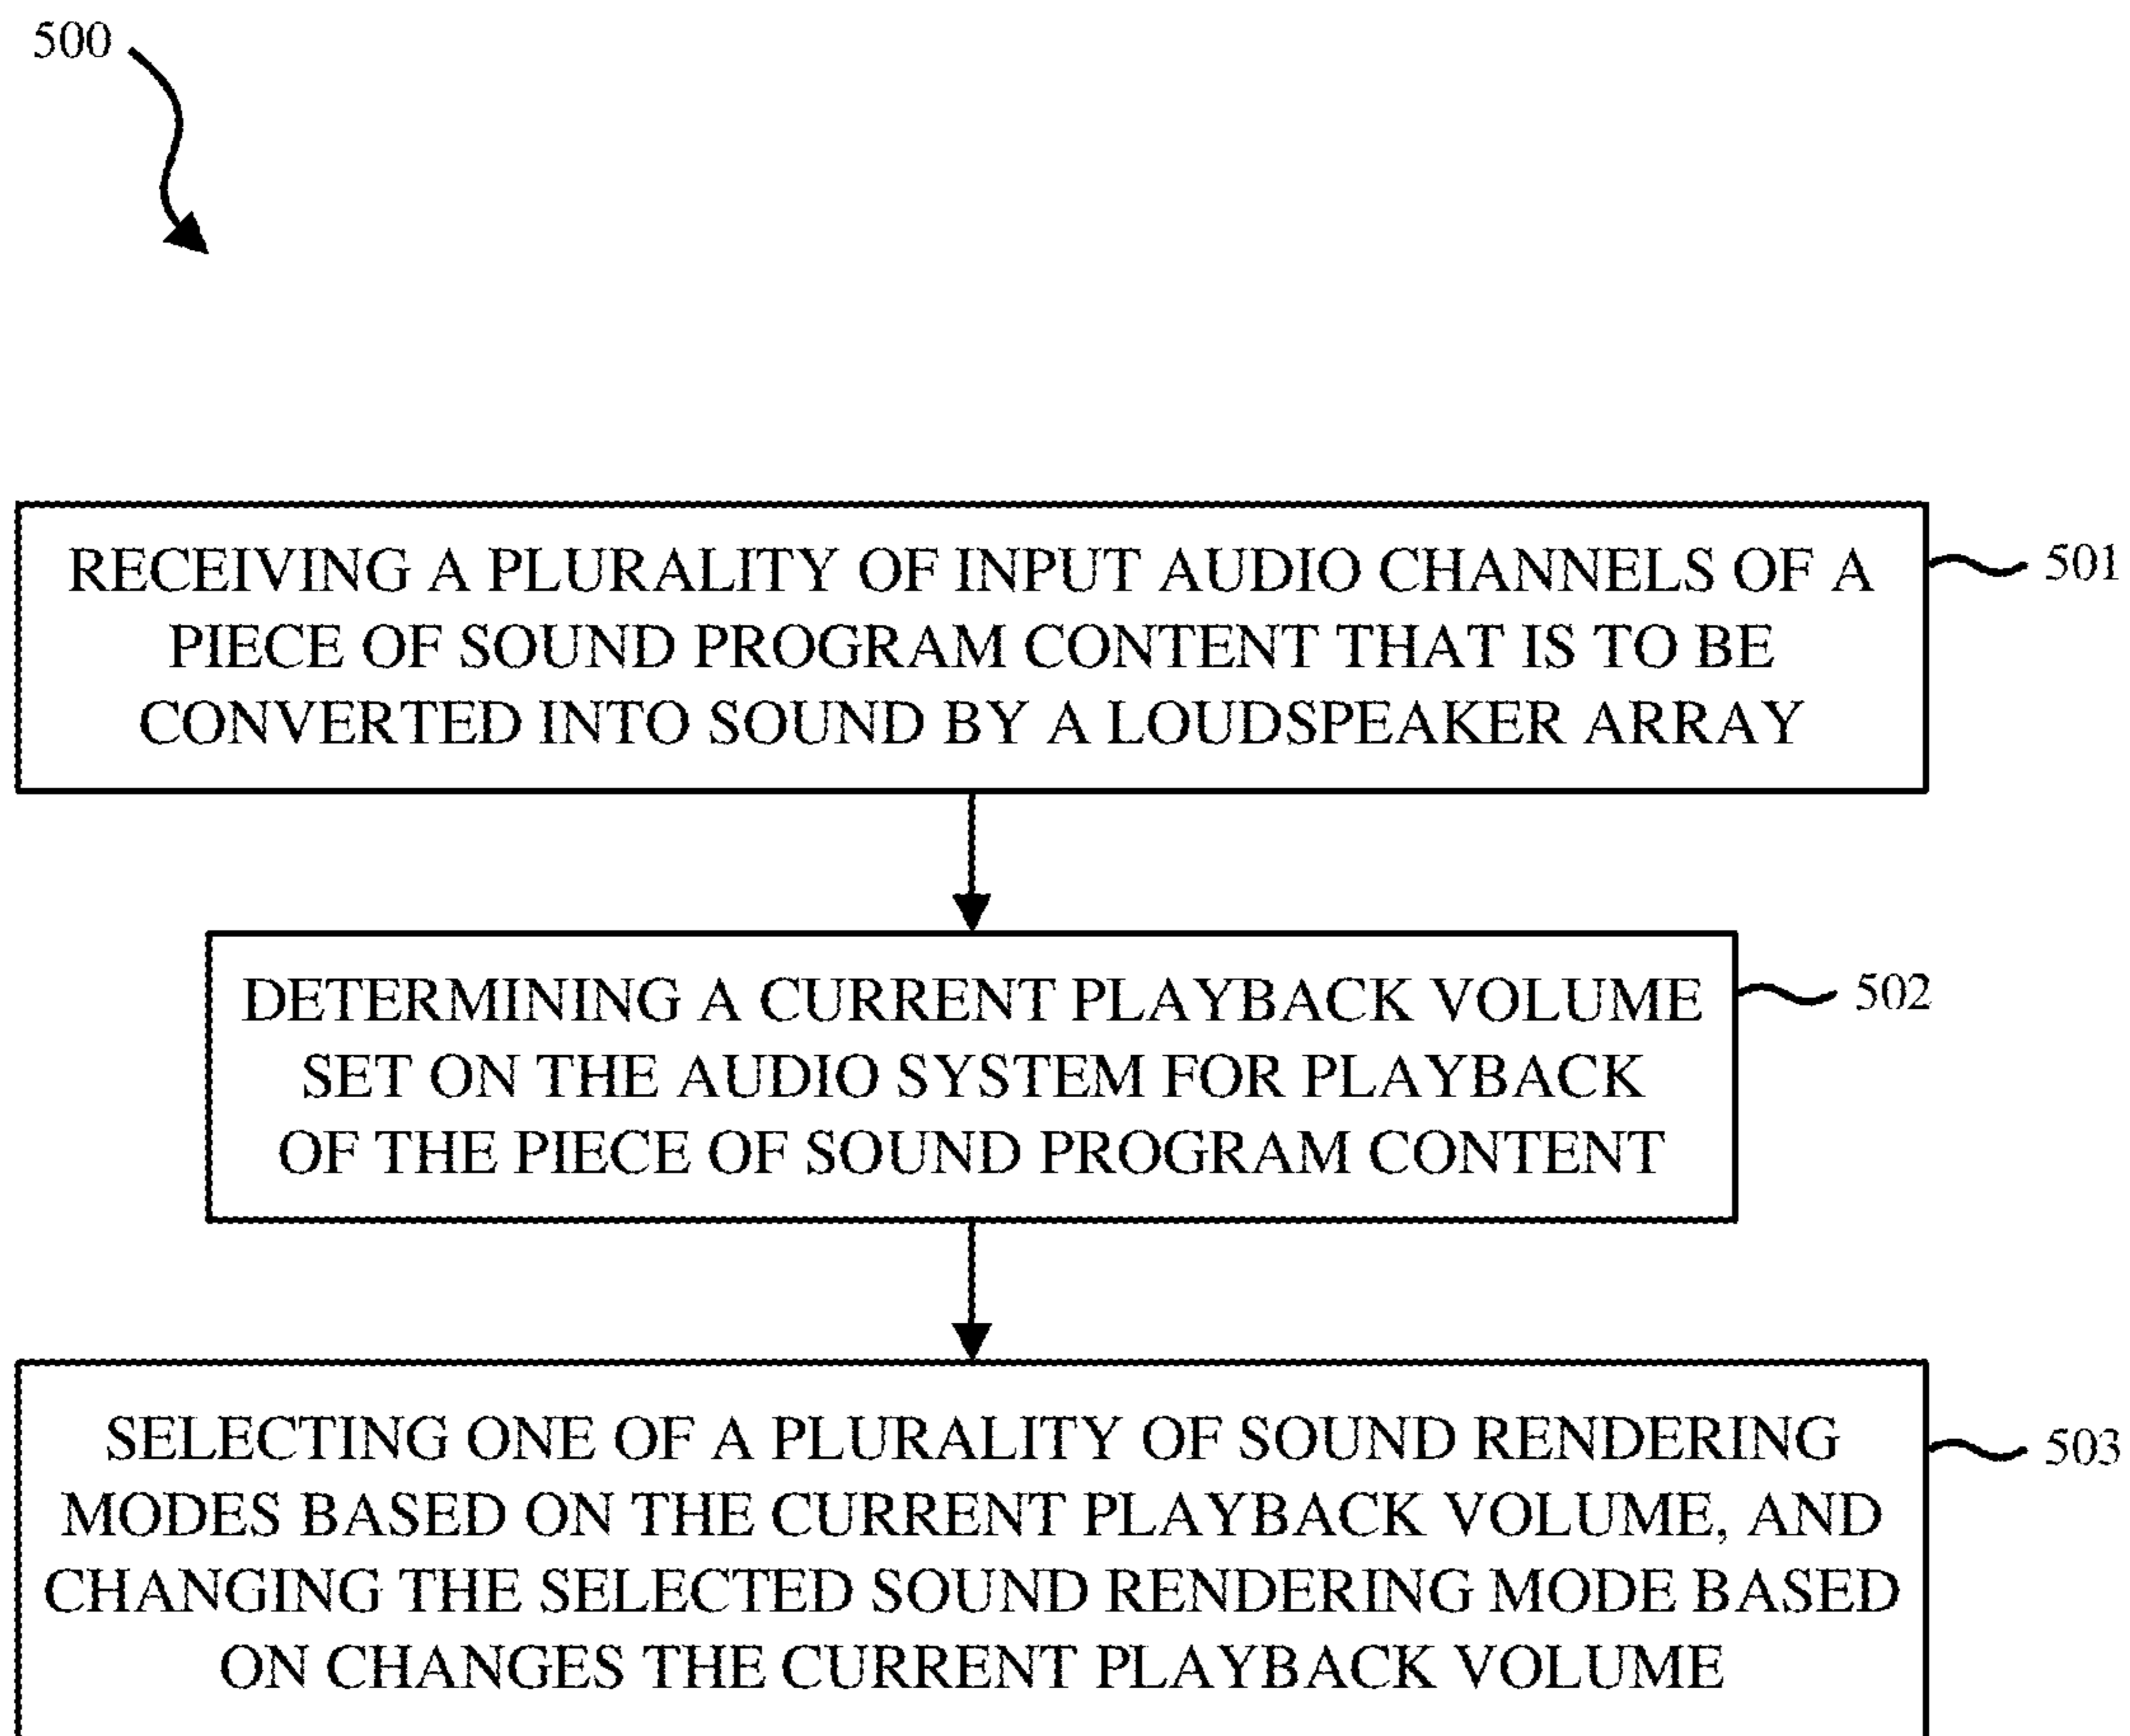 500
RECEIVING A PLURALITY OF INPUT AUDIO CHANNELS OF A
PIECE OF SOUND PROGRAM CONTENT THAT IS TO BE
CONVERTED INTO SOUND BY A LOUDSPEAKER ARRAY
501
DETERMINING A CURRENT PLAYBACK VOLUME
SET ON THE AUDIO SYSTEM FOR PLAYBACK
OF THE PIECE OF SOUND PROGRAM CONTENT
502
SELECTING ONE OF A PLURALITY OF SOUND RENDERING
MODES BASED ON THE CURRENT PLAYBACK VOLUME, AND
CHANGING THE SELECTED SOUND RENDERING MODE BASED
ON CHANGES THE CURRENT PLAYBACK VOLUME
503